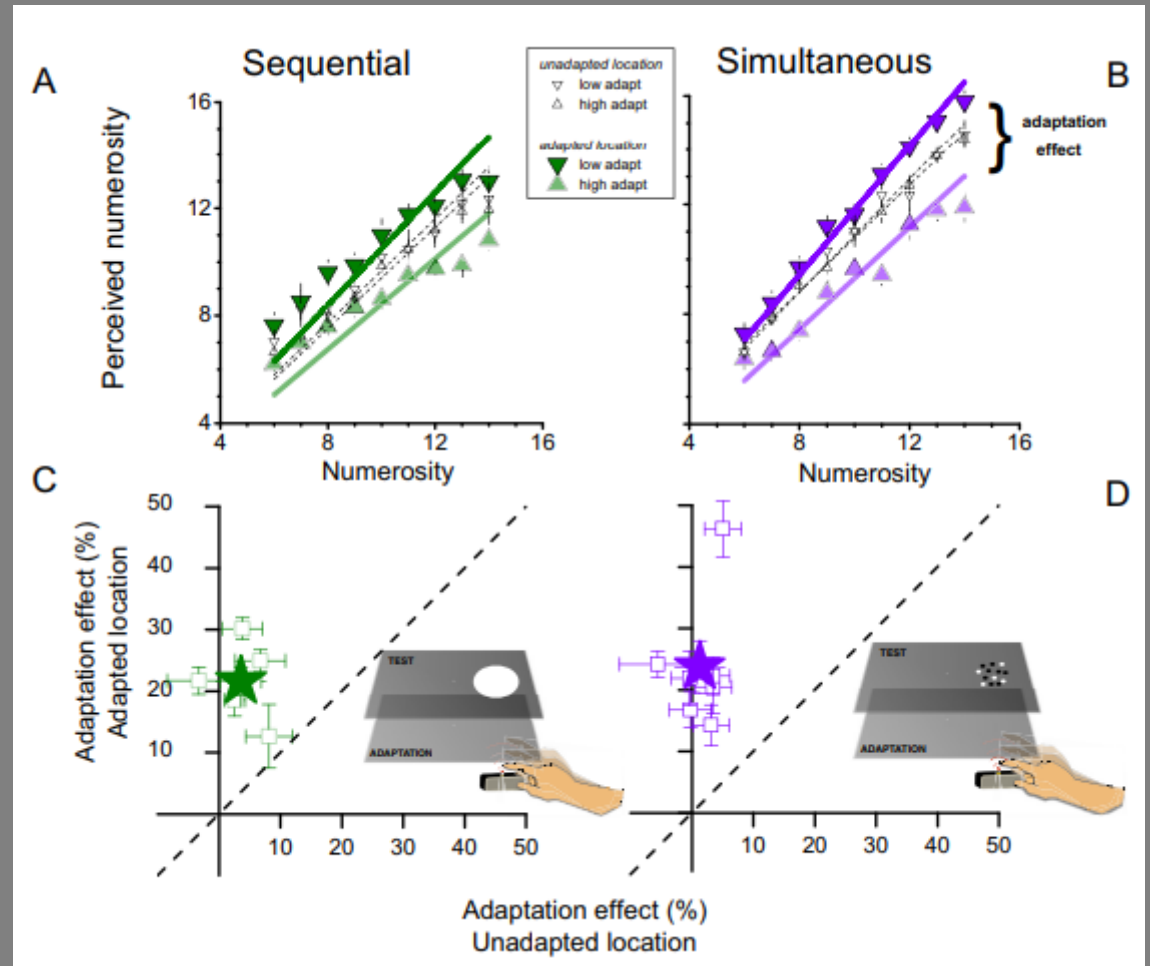 A
Sequential
unadapted location
low adapt
high adapt
adapted location
low adapt
high adapt
Simultaneous
B
adaptation
effect
Perceived numerosity
16
12
8
4
4
8
12
16
Numerosity
4
8
12
16
Numerosity
C
D
Adaptation effect (%)
Adapted location
50
40
30
20
10
10
20
30
40
50
TEST
ADAPTATION
10
20
30
40
50
TEST
ADAPTATION
Adaptation effect (%)
Unadapted location